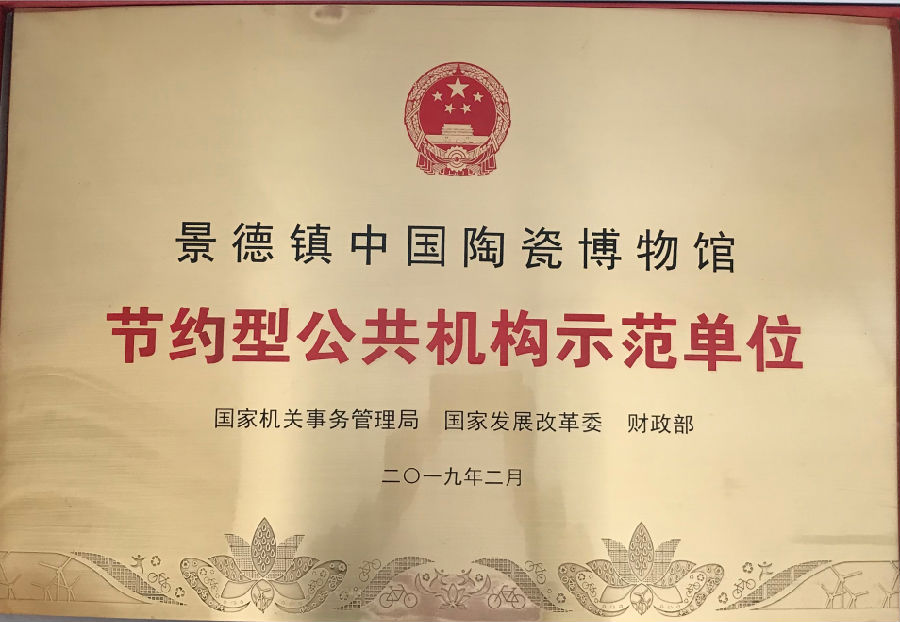 景德镇中国陶瓷博物馆
节约型公共机构示范单位
国家机关事务管理局 国家发展改革委 财政部
二〇一九年二月